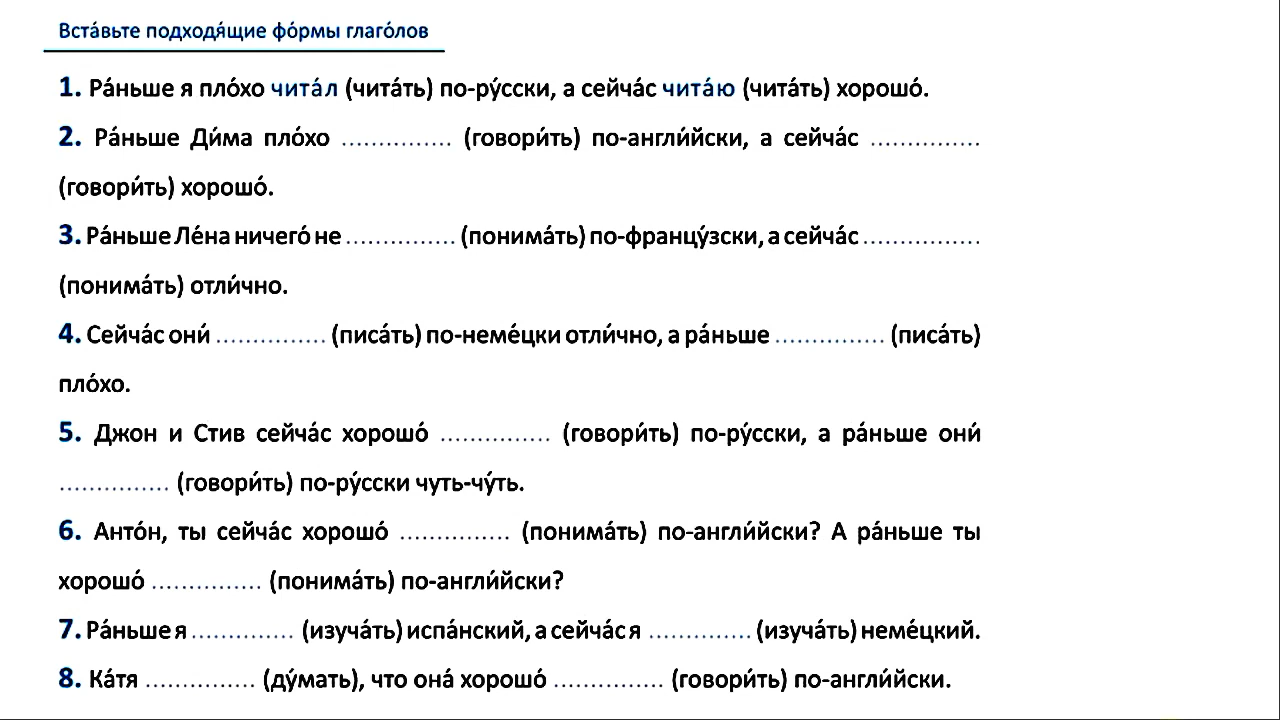 Вста́вьте подходя́щие фо́рмы глаго́лов
1. Ра́ньше я пло́хо чита́л (чита́ть) по-ру́сски, а сейча́с чита́ю (чита́ть) хорошо́.
2. Ра́ньше Ди́ма пло́хо ............... (говори́ть) по-англи́йски, а сейча́с ...............
(говори́ть) хорошо́.
3. Ра́ньше Ле́на ничего́ не ............... (понима́ть) по-францу́зски, а сейча́с ................
(понима́ть) отли́чно.
4. Сейча́с они́ ............... (писа́ть) по-неме́цки отли́чно, а ра́ньше ............... (писа́ть)
пло́хо.
5. Джон и Стив сейча́с хорошо́ ............... (говори́ть) по-ру́сски, а ра́ньше они́
............... (говори́ть) по-ру́сски чуть-чу́ть.
6. Анто́н, ты сейча́с хорошо́ ............... (понима́ть) по-англи́йски? А ра́ньше ты
хорошо́ ............... (понима́ть) по-англи́йски?
7. Ра́ньше я .............. (изуча́ть) испа́нский, а сейча́с я .............. (изуча́ть) неме́цкий.
8. Ка́тя ............... (ду́мать), что она́ хорошо́ ............... (говори́ть) по-англи́йски.